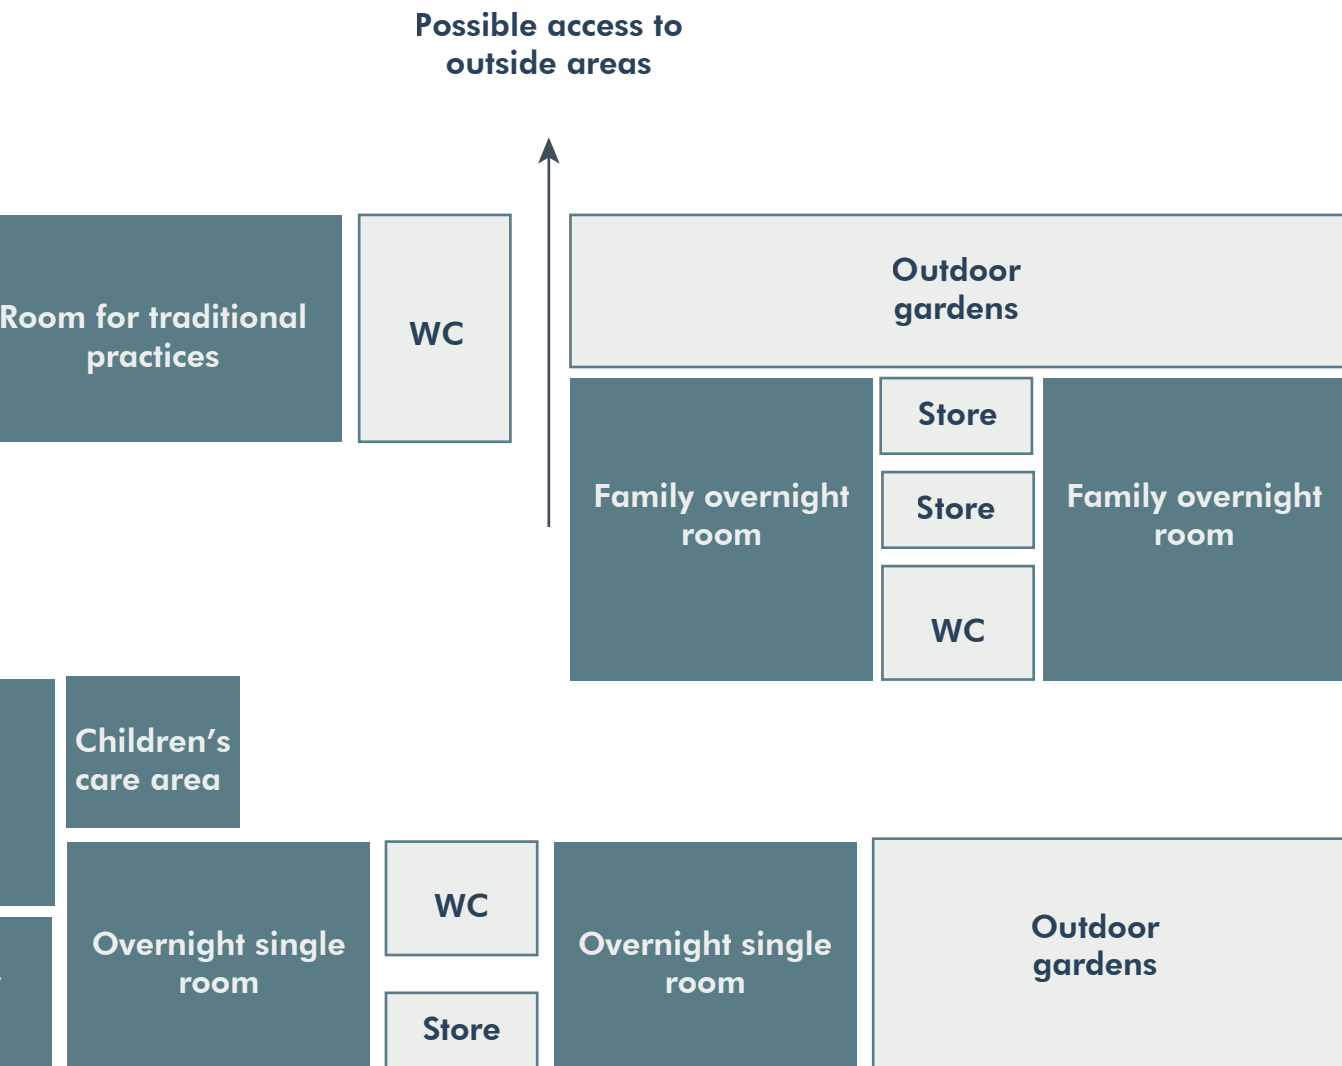 Possible access to
outside areas
Room for traditional
practices
WC
Outdoor
gardens
Family overnight
room
Store
Store
WC
Family overnight
room
Children’s
care area
Overnight single
room
WC
Store
Overnight single
room
Outdoor
gardens